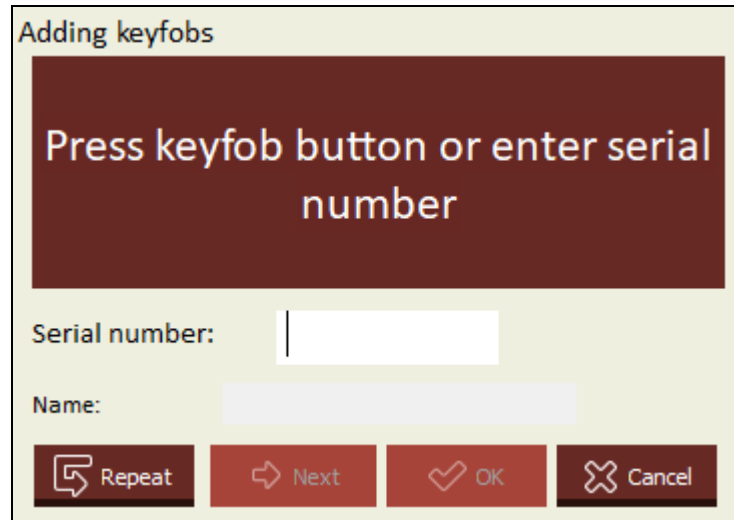 Adding keyfobs
Press keyfob button or enter serial
number
Serial number:
Name:
Repeat
Next
OK
Cancel